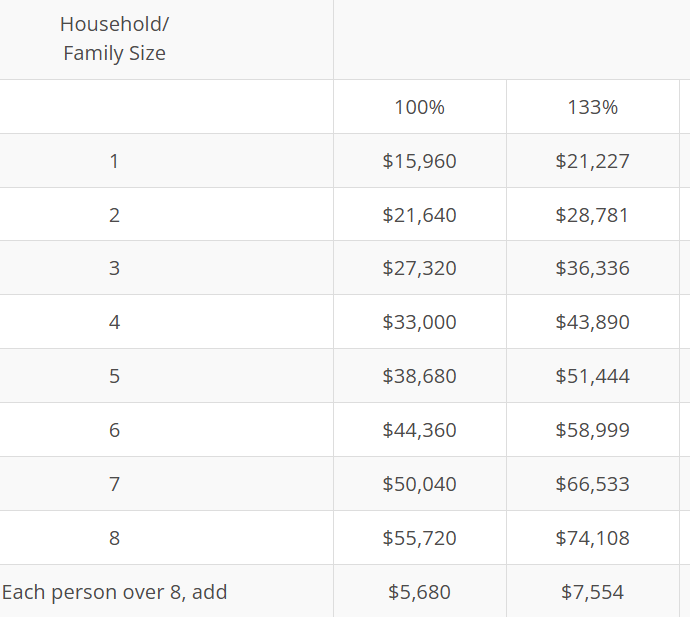 Household/
Family Size
100% 133%
1 $15,960 $21,227
2 $21,640 $28,781
3 $27,320 $36,336
4 $33,000 $43,890
5 $38,680 $51,444
6 $44,360 $58,999
7 $50,040 $66,533
8 $55,720 $74,108
Each person over 8, add $5,680 $7,554